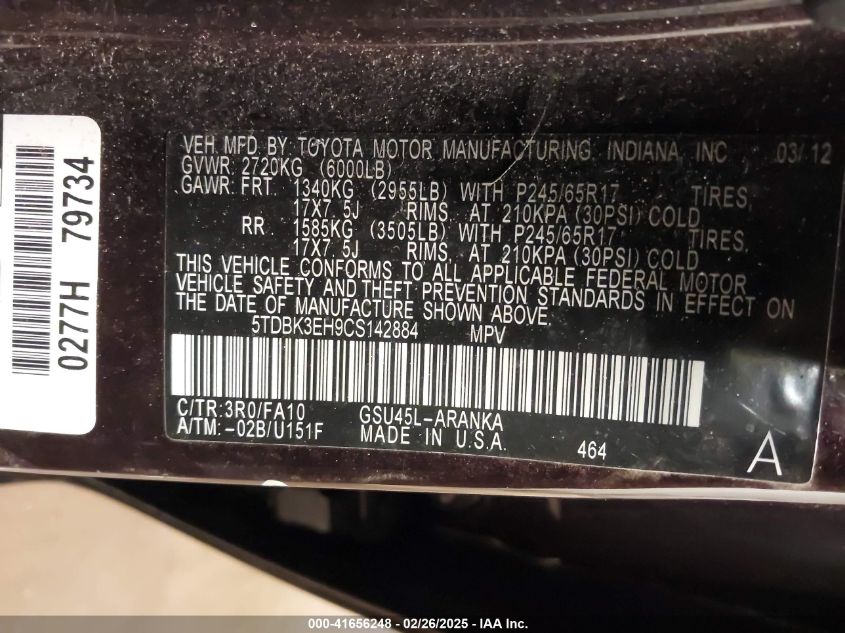 VEH. MFD. BY TOYOTA MOTOR MANUFACTURING, INDIANA, INC. 03/12
GVWR 2720KG (6000LB)
GAWR FRT. 1340KG (2955LB) WITH P245/65R17 TIRES,
17X7.5J RIMS, AT 210KPA (30PSI) COLD
RR 1585KG (3505LB) WITH P245/65R17 TIRES,
17X7.5J RIMS, AT 210KPA (30PSI) COLD
THIS VEHICLE CONFORMS TO ALL APPLICABLE FEDERAL MOTOR
VEHICLE SAFETY AND THEFT PREVENTION STANDARDS IN EFFECT ON
THE DATE OF MANUFACTURE SHOWN ABOVE.
5TDBK3EH9CS142884 MPV
C/TR:3R0/FA10 GSU45L-ARANKA
A/TM:-02B/U151F MADE IN U.S.A. 464 A
0277H 79734
000-41656248 - 02/26/2025 - IAA Inc.